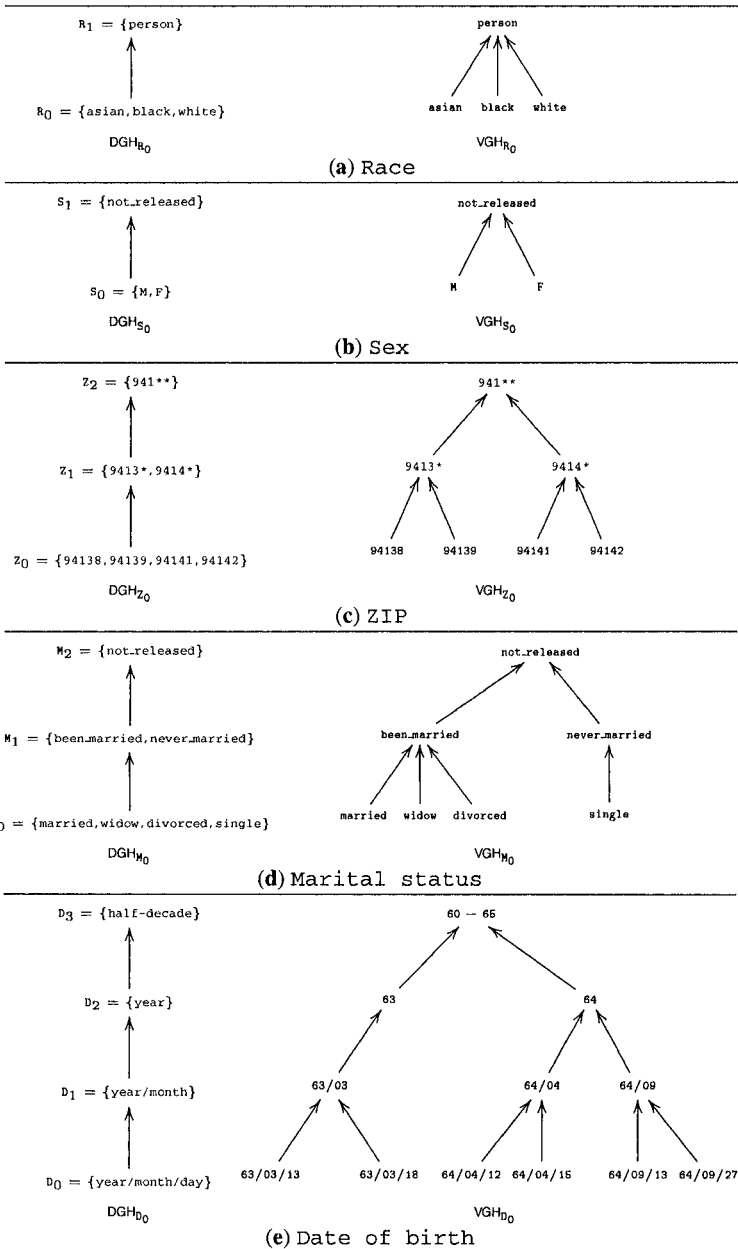 R1 = {person}
person
R0 = {asian,black,white}
asian black white
DGHR0
VGHR0
(a) Race
S1 = {not_released}
not_released
S0 = {M,F}
M F
DGHS0
VGHS0
(b) Sex
Z2 = {941**}
941**
Z1 = {9413*,9414*}
9413* 9414*
Z0 = {94138,94139,94141,94142}
94138 94139 94141 94142
DGHZ0
VGHZ0
(c) ZIP
M2 = {not_released}
not_released
M1 = {been_married,never_married}
been_married never_married
0 = {married,widow,divorced,single}
married widow divorced single
DGHM0
VGHM0
(d) Marital status
D3 = {half-decade}
60 - 65
D2 = {year}
63 64
D1 = {year/month}
63/03 64/04 64/09
D0 = {year/month/day}
63/03/13 63/03/18 64/04/12 64/04/15 64/09/13 64/09/27
DGHD0
VGHD0
(e) Date of birth